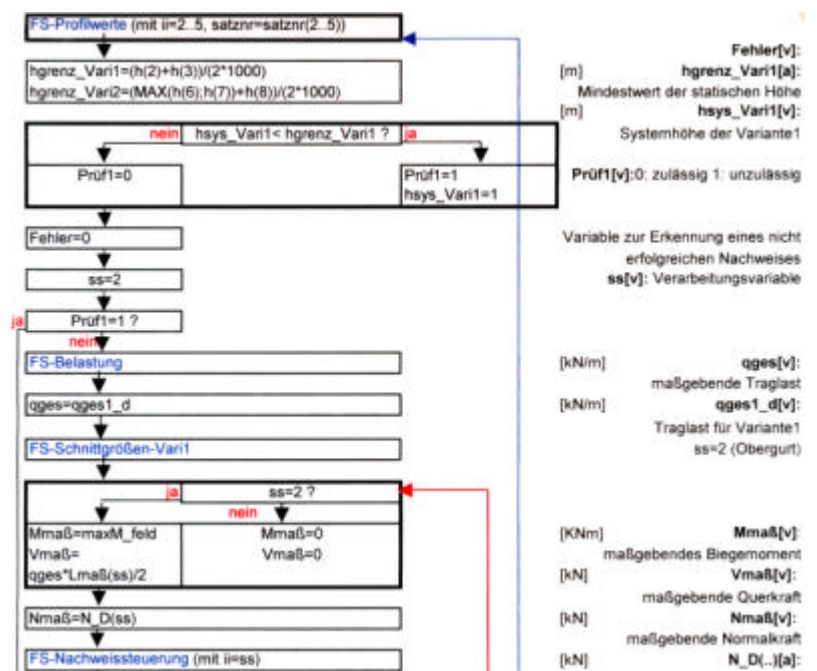 FS-Profilwerte (mit ii=2..5, satznr=satznr(2..5))
Fehler[v]:
hgrenz_Vari1=(h(2)+h(3))/(2*1000)
[m] hgrenz_Vari1[a]:
hgrenz_Vari2=(MAX(h(6);h(7))+h(8))/(2*1000)
Mindestwert der statischen Höhe
[m] hsys_Vari1[v]:
nein hsys_Vari1< hgrenz_Vari1 ? ja
Systemhöhe der Variante1
Prüf1=0
Prüf1=1
Prüf1[v]:0: zulässig 1: unzulässig
hsys_Vari1=1
Fehler=0
Variable zur Erkennung eines nicht
erfolgreichen Nachweises
ss=2
ss[v]: Verarbeitungsvariable
ja Prüf1=1 ?
nein
FS-Belastung
[kN/m] qges[v]:
maßgebende Traglast
qges=qges1_d
[kN/m] qges1_d[v]:
Traglast für Variante1
FS-Schnittgrößen-Vari1
ss=2 (Obergurt)
ja ss=2 ?
nein
Mmaß=maxM_feld
Mmaß=0
[KNm] Mmaß[v]:
Vmaß=
Vmaß=0
maßgebendes Biegemoment
qges*Lmaß(ss)/2
[kN] Vmaß[v]:
maßgebende Querkraft
Nmaß=N_D(ss)
[kN] Nmaß[v]:
maßgebende Normalkraft
FS-Nachweissteuerung (mit ii=ss)
[kN] N_D(..)[a]: